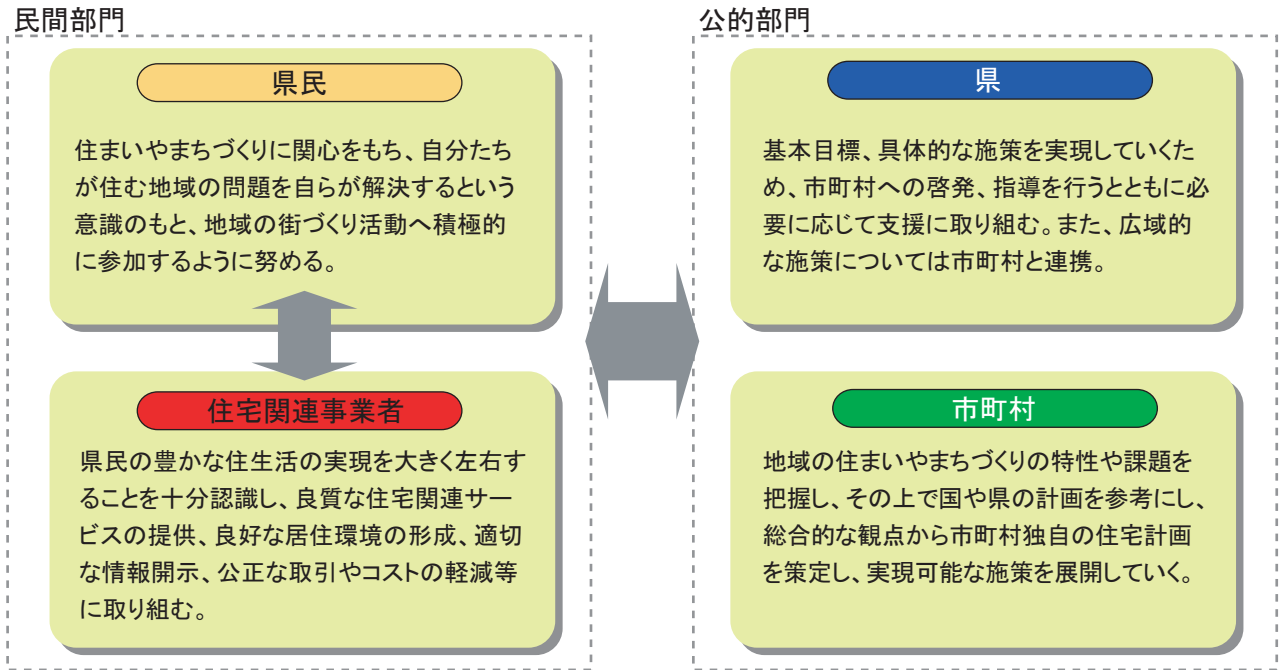 民間部門
県民
住まいやまちづくりに関心をもち、自分たち
が住む地域の問題を自らが解決するという
意識のもと、地域の街づくり活動へ積極的
に参加するように努める。
住宅関連事業者
県民の豊かな住生活の実現を大きく左右す
ることを十分認識し、良質な住宅関連サー
ビスの提供、良好な居住環境の形成、適切
な情報開示、公正な取引やコストの軽減等
に取り組む。
公的部門
県
基本目標、具体的な施策を実現していくた
め、市町村への啓発、指導を行うとともに必
要に応じて支援に取り組む。また、広域的
な施策については市町村と連携。
市町村
地域の住まいやまちづくりの特性や課題を
把握し、その上で国や県の計画を参考にし、
総合的な観点から市町村独自の住宅計画
を策定し、実現可能な施策を展開していく。